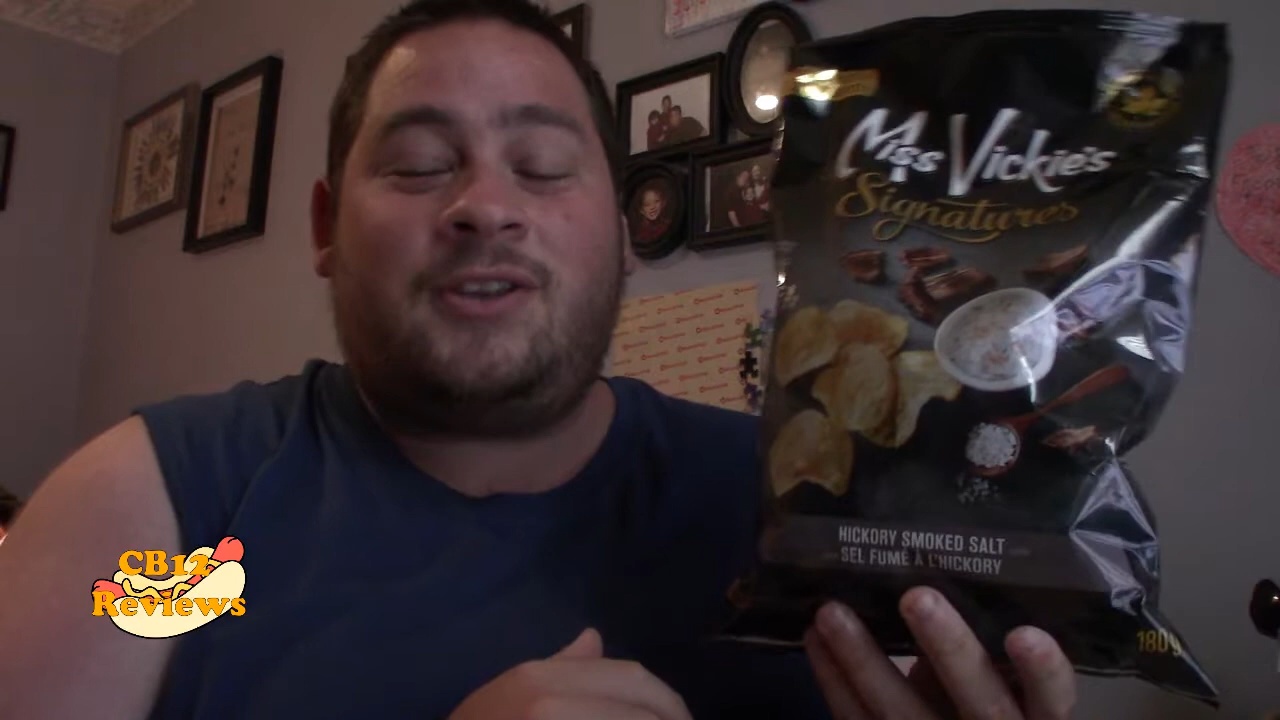 Miss Vickie's
Signatures
HICKORY SMOKED SALT
SEL FUMÉ À L'HICKORY
180g
CB12
Reviews